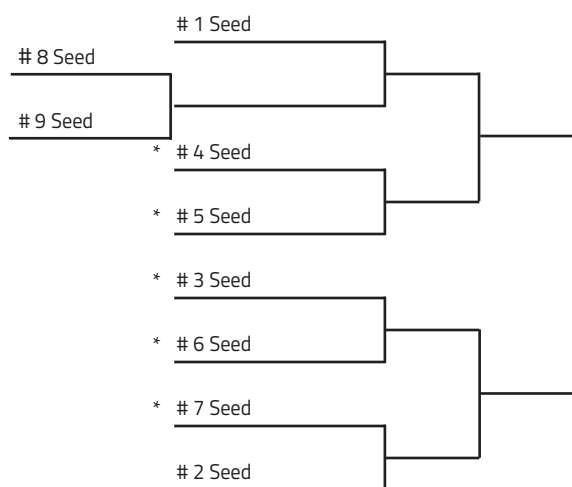 # 1 Seed
# 8 Seed
# 9 Seed
* # 4 Seed
* # 5 Seed
* # 3 Seed
* # 6 Seed
* # 7 Seed
# 2 Seed